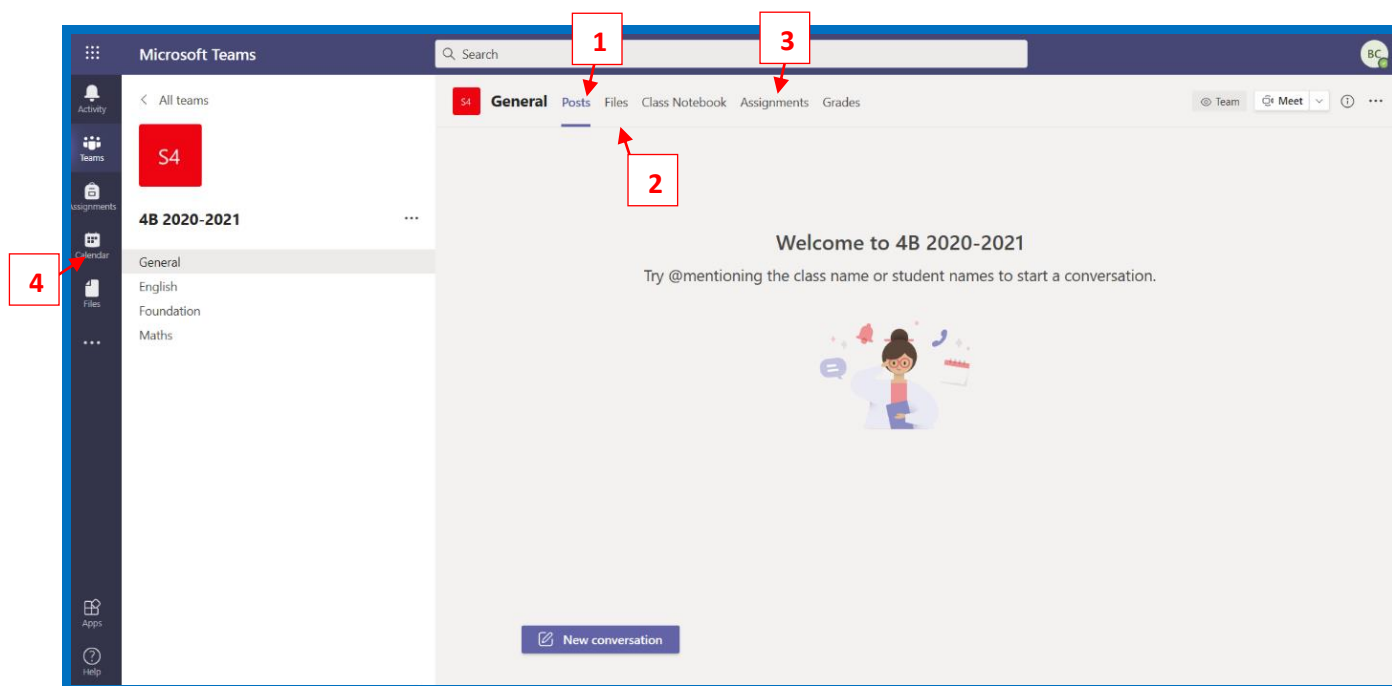 1
3
Microsoft Teams
Search
BC
Activity
Teams
Assignments
Calendar
Files
Apps
Help
4
All teams
S4
4B 2020-2021
General
English
Foundation
Maths
S4 General Posts Files Class Notebook Assignments Grades
Team Meet
2
Welcome to 4B 2020-2021
Try @mentioning the class name or student names to start a conversation.
New conversation